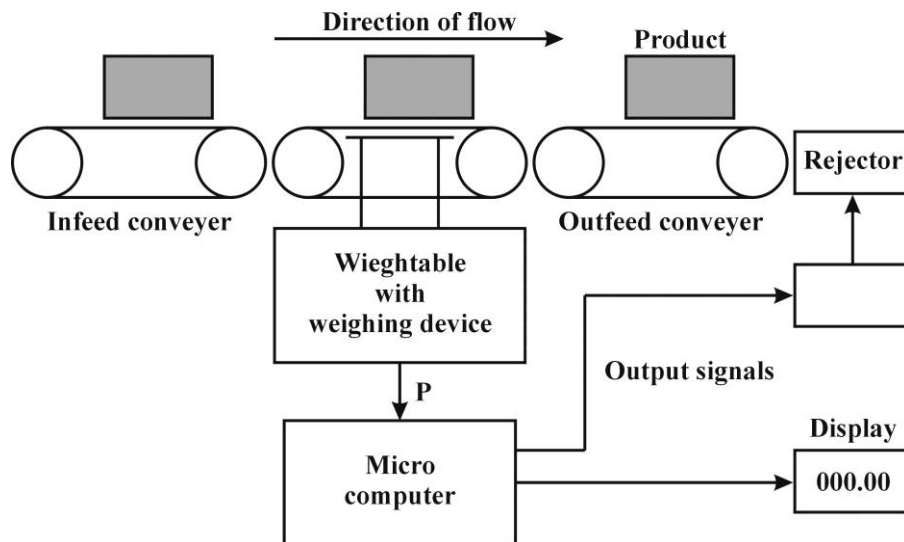 Direction of flow
Product
Rejector
Infeed conveyer
Outfeed conveyer
Wieghtable
with
weighing device
P
Output signals
Micro
computer
Display
000.00